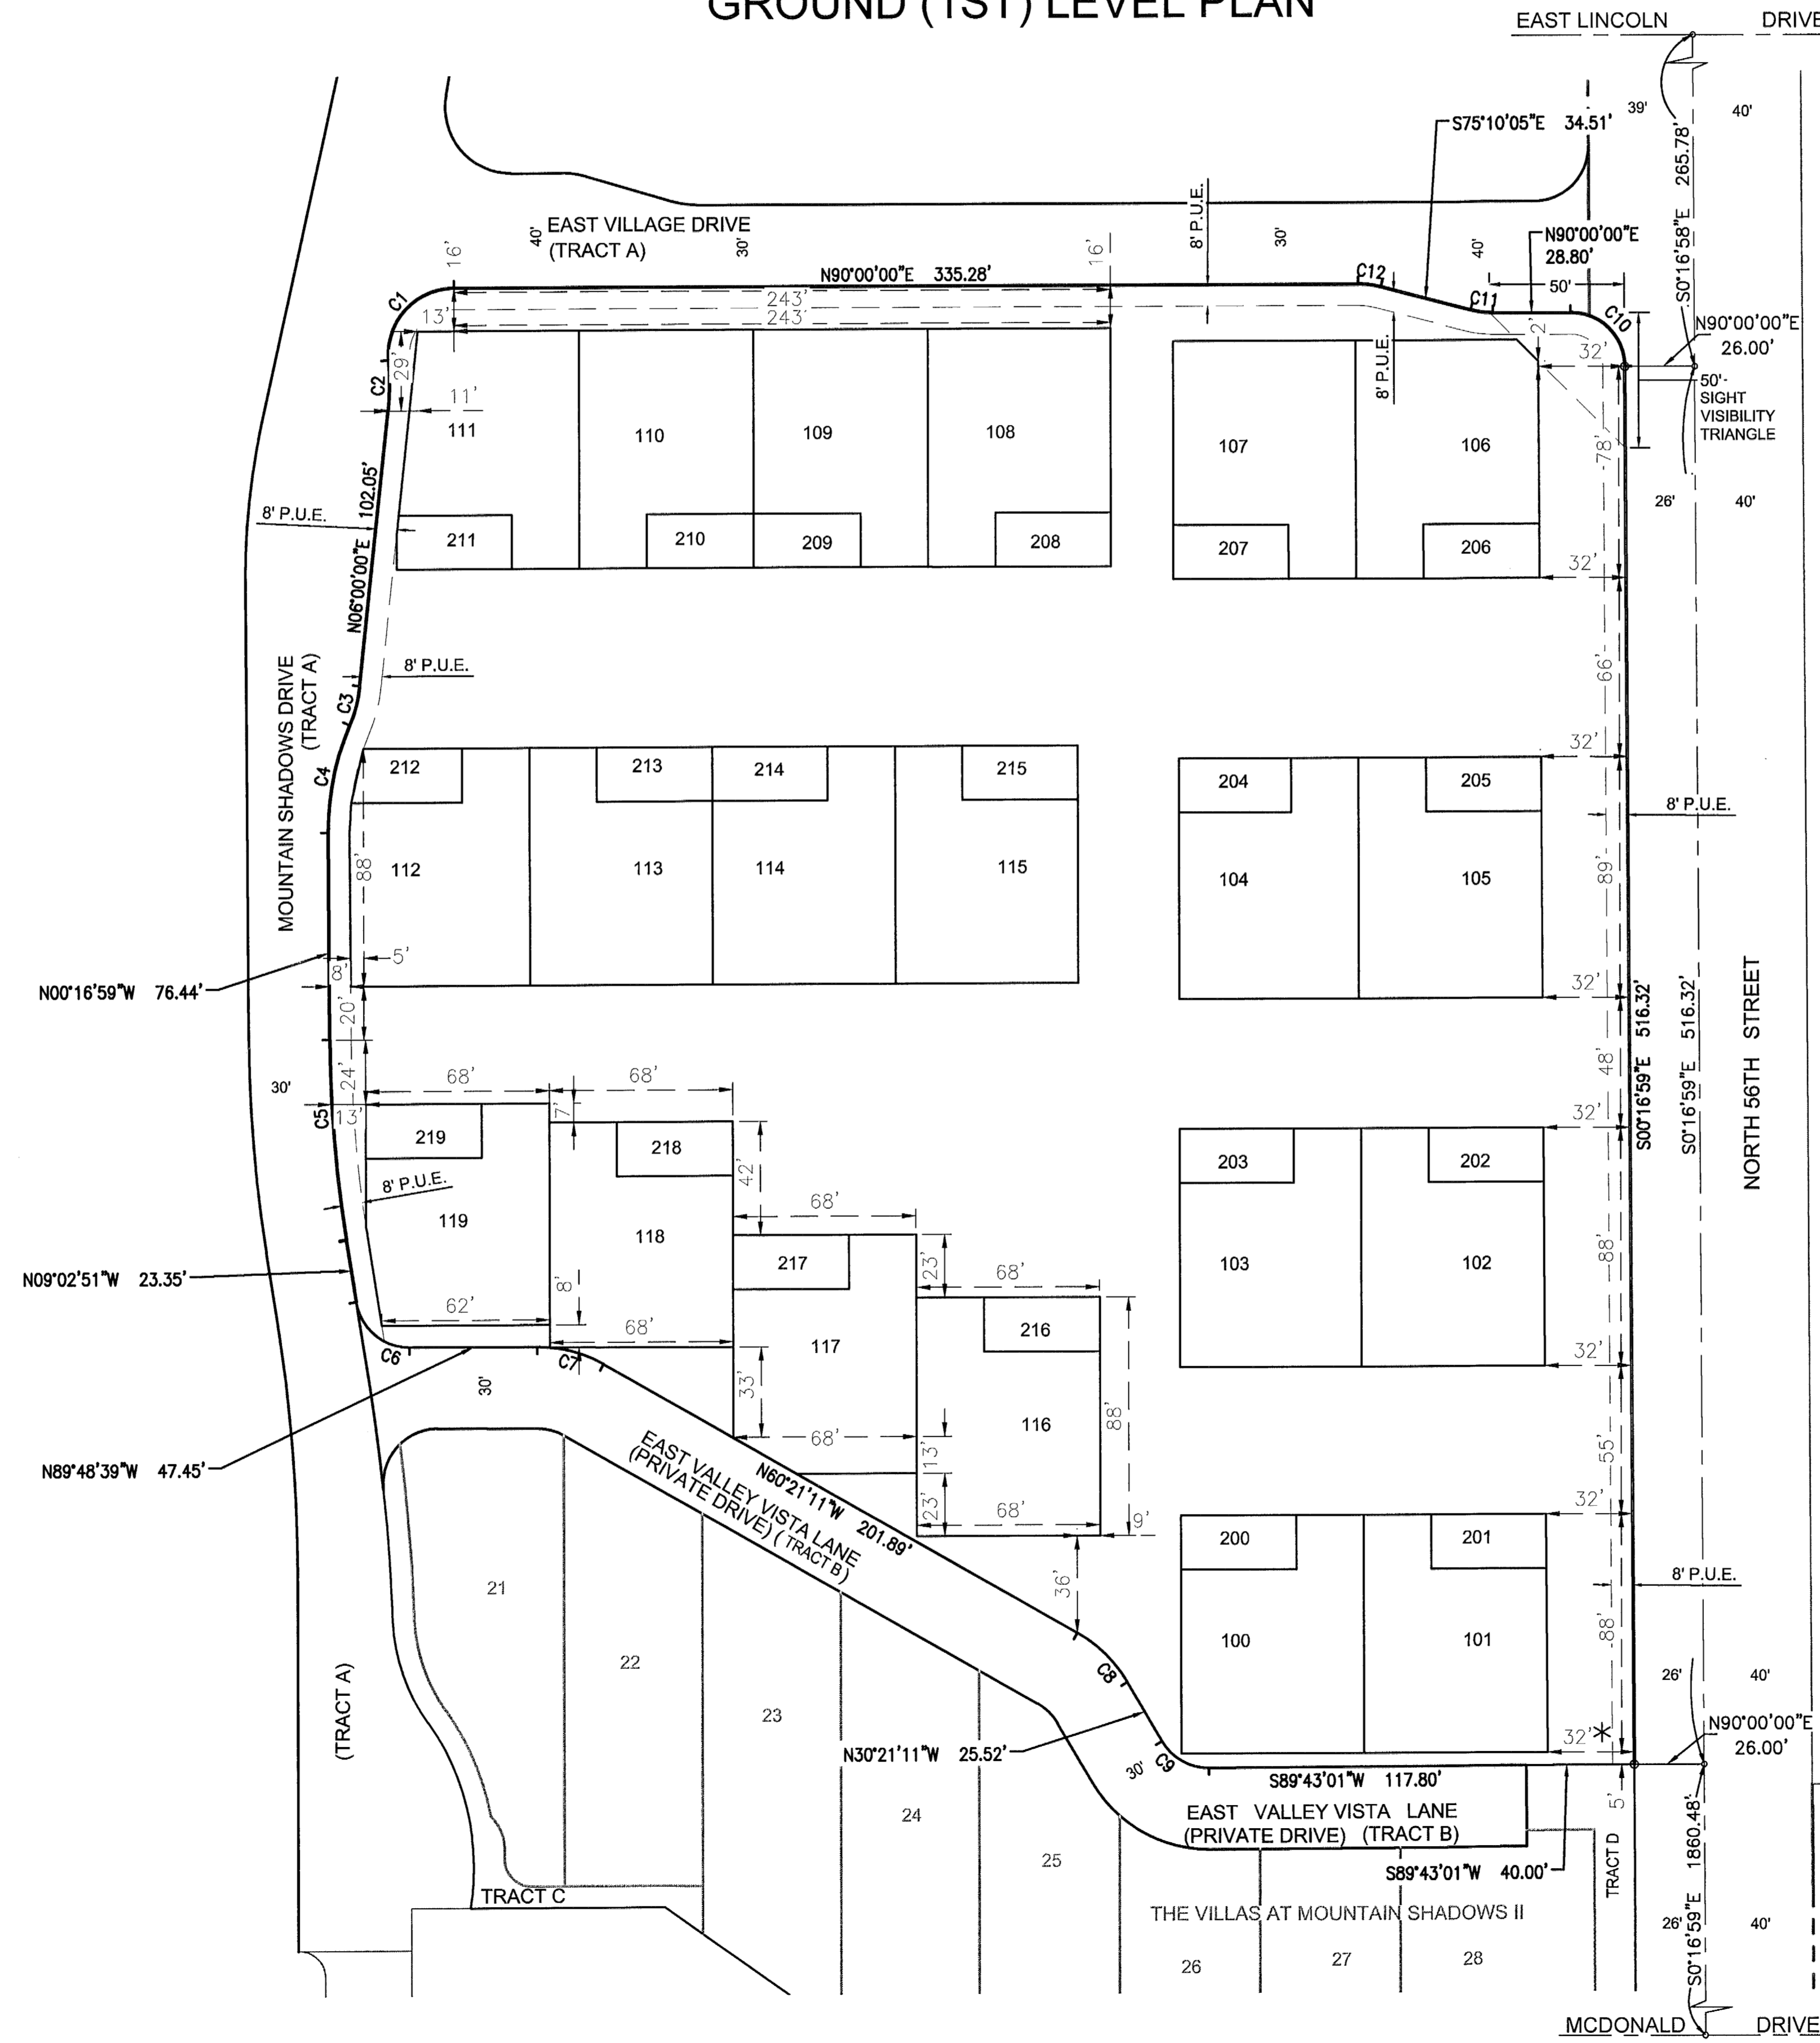 GROUND (1ST) LEVEL PLAN
EAST LINCOLN DRIVE
39'
40'
S75°10'05"E 34.51'
S0°16'58"E 265.78'
8' P.U.E.
EAST VILLAGE DRIVE
(TRACT A)
40'
30'
30'
40'
N90°00'00"E
28.80'
16'
16'
N90°00'00"E 335.28'
C12
50'
C1
243'
C11
C10
13'
243'
2'
N90°00'00"E
26.00'
32'
29'
8' P.U.E.
50'-
SIGHT
VISIBILITY
TRIANGLE
C2
11'
111
110
109
108
107
106
78'
N06°00'00"E 102.05'
8' P.U.E.
26'
40'
211
210
209
208
207
206
32'
MOUNTAIN SHADOWS DRIVE
(TRACT A)
8' P.U.E.
66'
C3
32'
C4
212
213
214
215
204
205
8' P.U.E.
88'
112
113
114
115
104
105
89'
5'
8'
N00°16'59"W 76.44'
32'
20'
S00°16'59"E 516.32'
S0°16'59"E 516.32'
NORTH 56TH STREET
24'
48'
30'
68'
68'
C5
13'
7'
32'
219
218
203
202
42'
8' P.U.E.
119
118
68'
88'
217
23'
103
102
N09°02'51"W 23.35'
8'
68'
62'
68'
216
117
C6
C7
33'
32'
30'
116
88'
N89°48'39"W 47.45'
68'
13'
55'
EAST VALLEY VISTA LANE
(PRIVATE DRIVE) (TRACT B)
N60°21'11"W 201.89'
23'
68'
9'
32'
200
201
21
36'
8' P.U.E.
22
100
101
88'
C8
26'
40'
(TRACT A)
23
N30°21'11"W 25.52'
C9
30'
32'*
N90°00'00"E
26.00'
S89°43'01"W 117.80'
5'
24
EAST VALLEY VISTA LANE
(PRIVATE DRIVE) (TRACT B)
25
S89°43'01"W 40.00'
TRACT D
S0°16'59"E 1860.48'
TRACT C
THE VILLAS AT MOUNTAIN SHADOWS II
26'
40'
26
27
28
MCDONALD DRIVE